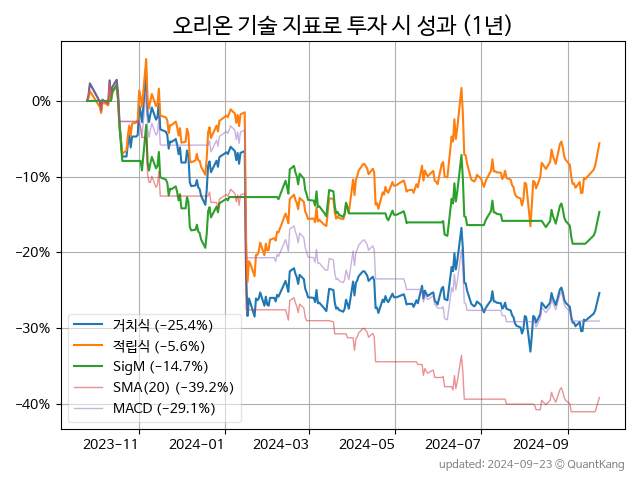 오리온 기술 지표로 투자 시 성과 (1년)
0%
−10%
−20%
−30%
−40%
거치식 (−25.4%)
적립식 (−5.6%)
SigM (−14.7%)
SMA(20) (−39.2%)
MACD (−29.1%)
2023−11 2024−01 2024−03 2024−05 2024−07 2024−09
updated: 2024−09−23 © QuantKang